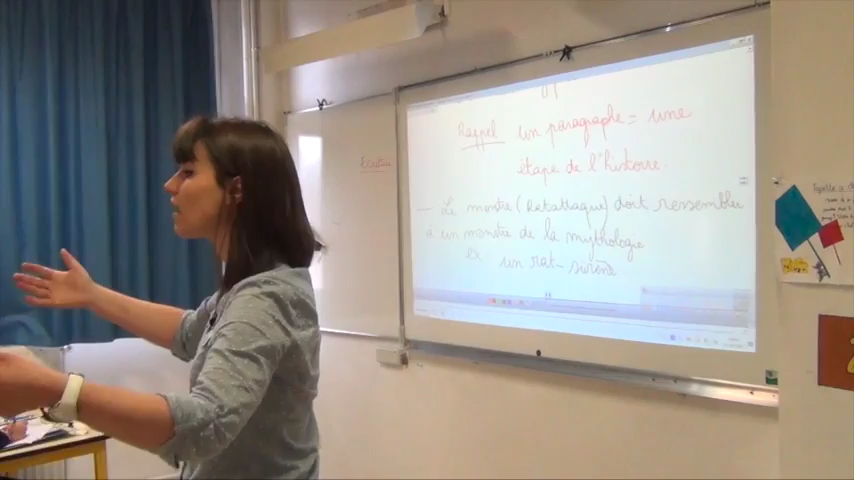 Rappel un paragraphe = une
étape de l'histoire.
— Le monstre (Ratattaque) doit ressembler
à un monstre de la mythologie
Ex un rat-sirène
Écriture